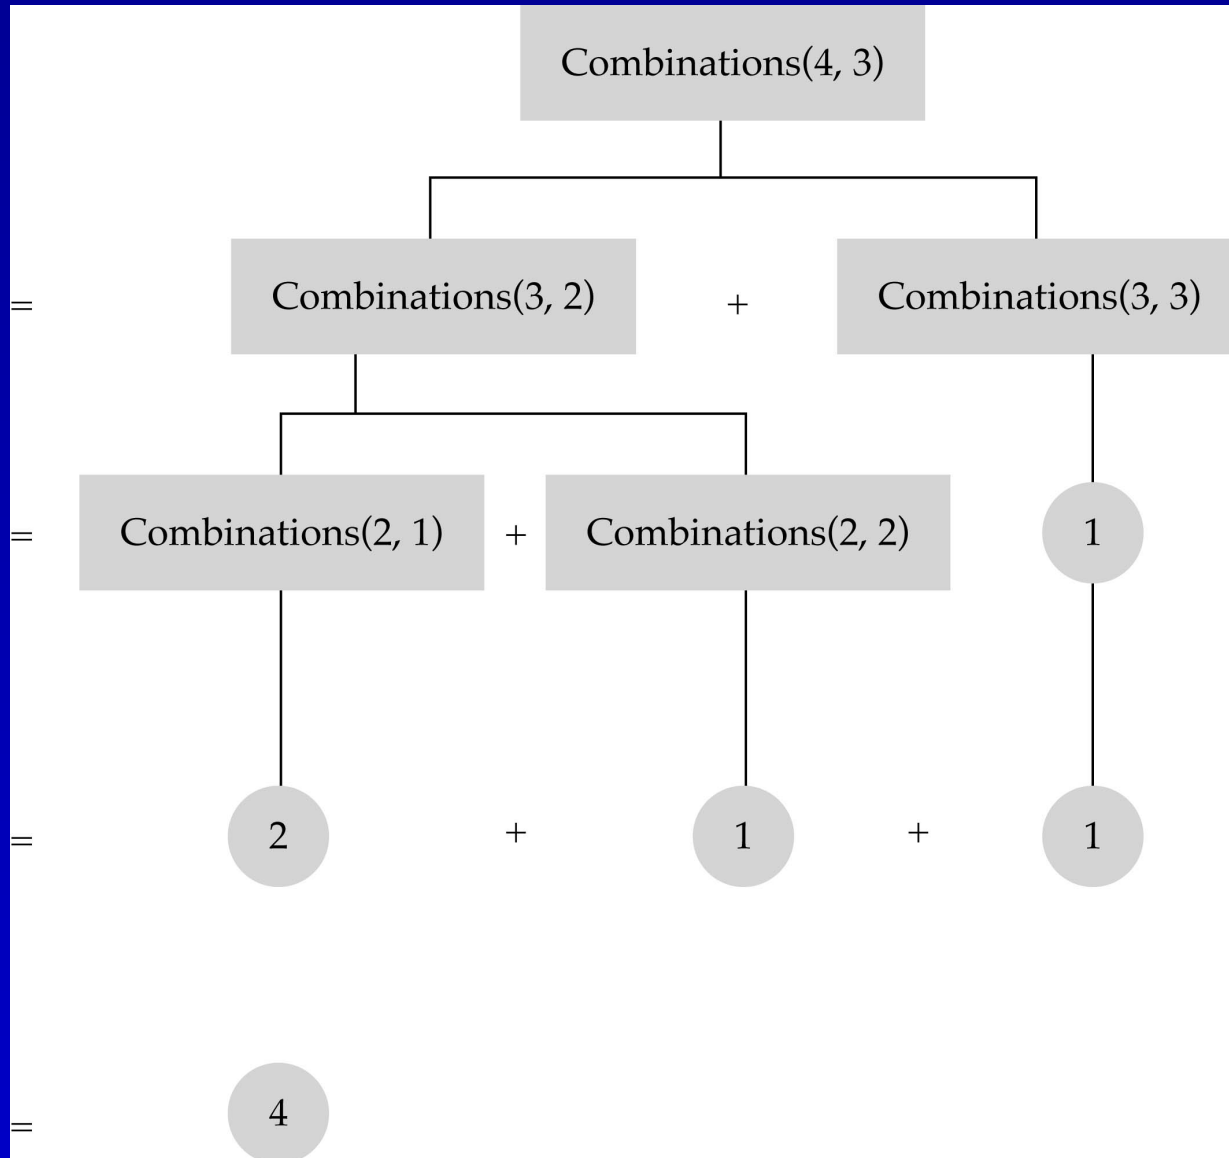 Combinations(4, 3)
= Combinations(3, 2) + Combinations(3, 3)
= Combinations(2, 1) + Combinations(2, 2) 1
= 2 + 1 + 1
= 4